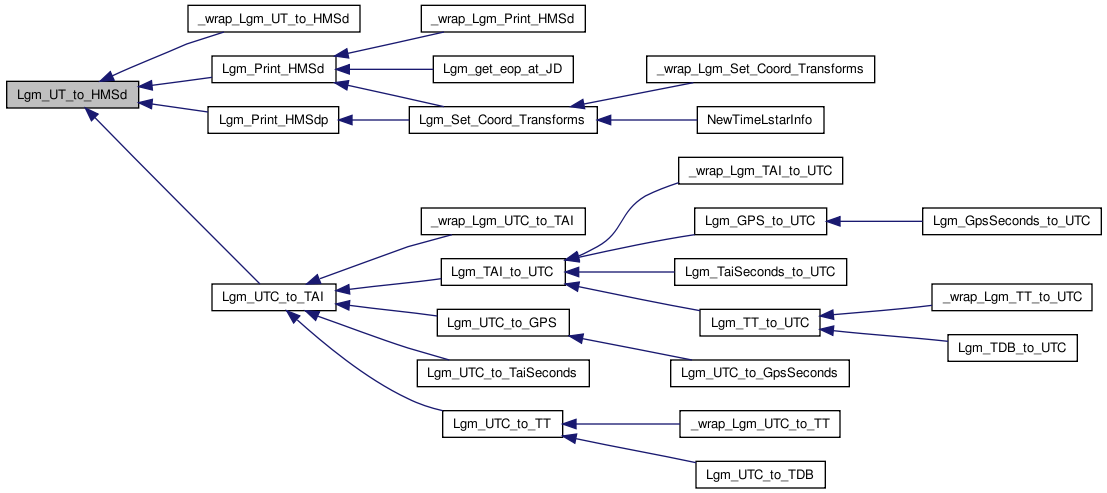 _wrap_Lgm_UT_to_HMSd
_wrap_Lgm_Print_HMSd
Lgm_Print_HMSd
Lgm_get_eop_at_JD
_wrap_Lgm_Set_Coord_Transforms
Lgm_UT_to_HMSd
Lgm_Print_HMSdp
Lgm_Set_Coord_Transforms
NewTimeLstarInfo
_wrap_Lgm_TAI_to_UTC
_wrap_Lgm_UTC_to_TAI
Lgm_GPS_to_UTC
Lgm_GpsSeconds_to_UTC
Lgm_TAI_to_UTC
Lgm_TaiSeconds_to_UTC
Lgm_UTC_to_TAI
_wrap_Lgm_TT_to_UTC
Lgm_UTC_to_GPS
Lgm_TT_to_UTC
Lgm_TDB_to_UTC
Lgm_UTC_to_TaiSeconds
Lgm_UTC_to_GpsSeconds
Lgm_UTC_to_TT
_wrap_Lgm_UTC_to_TT
Lgm_UTC_to_TDB